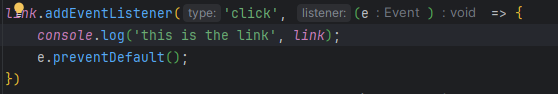 link.addEventListener( type: 'click', listener: (e : Event ) : void => {
    console.log('this is the link', link);
    e.preventDefault();
})